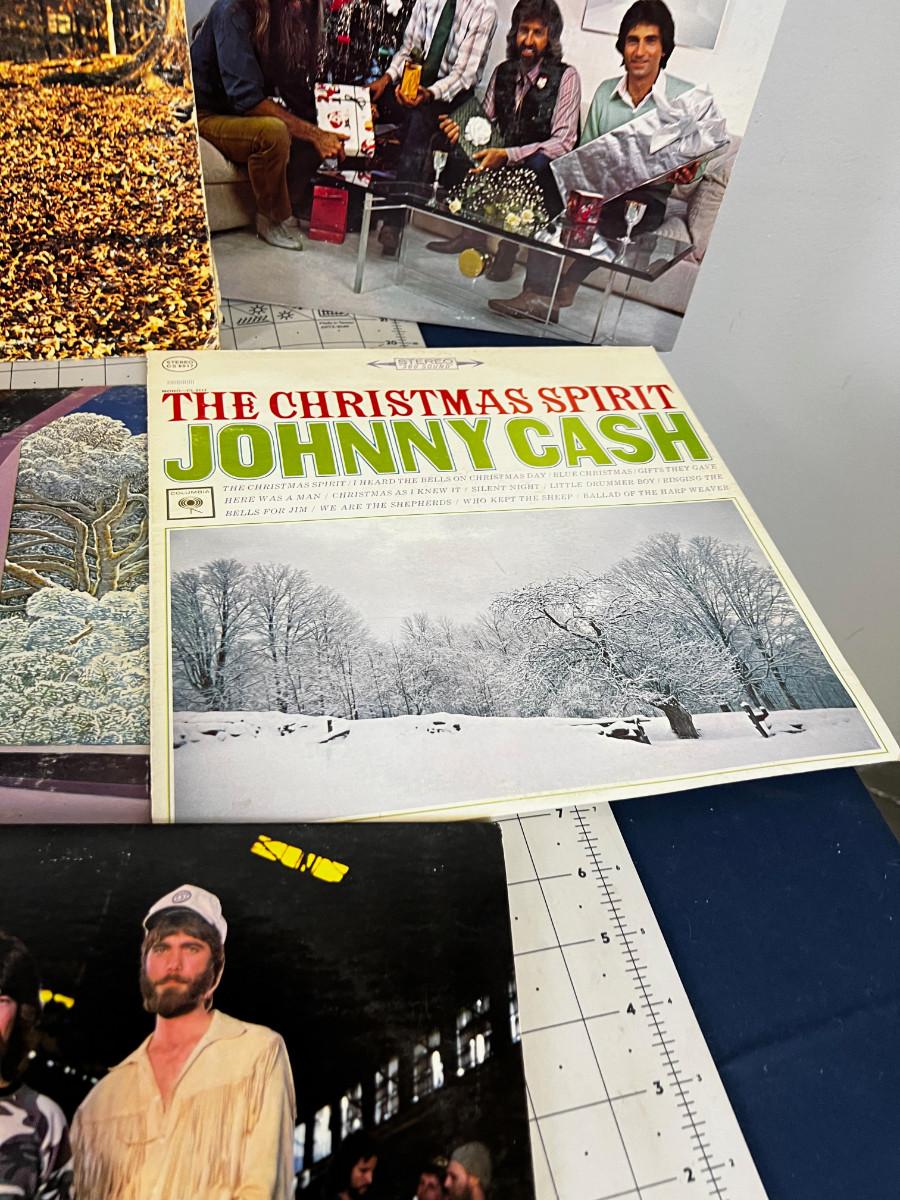 STEREO
CS 8917
STEREO
"360 SOUND"
THE CHRISTMAS SPIRIT
JOHNNY CASH
THE CHRISTMAS SPIRIT / I HEARD THE BELLS ON CHRISTMAS DAY / BLUE CHRISTMAS / GIFTS THEY GAVE
HERE WAS A MAN / CHRISTMAS AS I KNEW IT / SILENT NIGHT / LITTLE DRUMMER BOY / RINGING THE
BELLS FOR JIM / WE ARE THE SHEPHERDS / WHO KEPT THE SHEEP / BALLAD OF THE HARP WEAVER
COLUMBIA
7
6
5
4
3
2